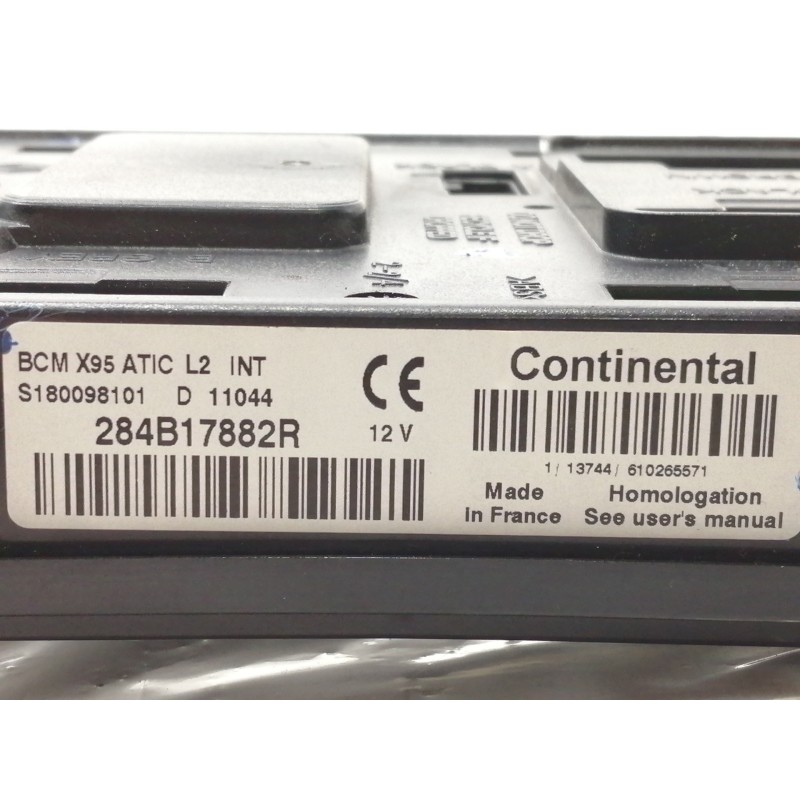 BCM X95 ATIC L2 INT
S180098101 D 11044
284B17882R
CE
12 V
Continental
1/ 13744/ 610265571
Made
in France
Homologation
See user's manual